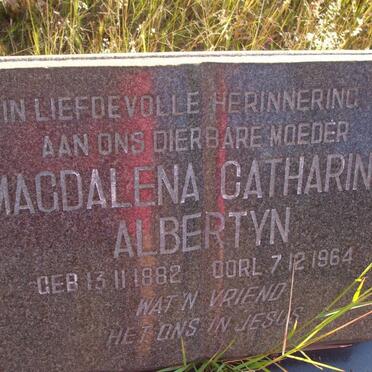 IN LIEFDEVOLLE HERINNERING
AAN ONS DIERBARE MOEDER
MAGDALENA CATHARIN
ALBERTYN
GEB 13.11.1882 OORL 7.12.1964
WAT 'N VRIEND
HET ONS IN JESUS